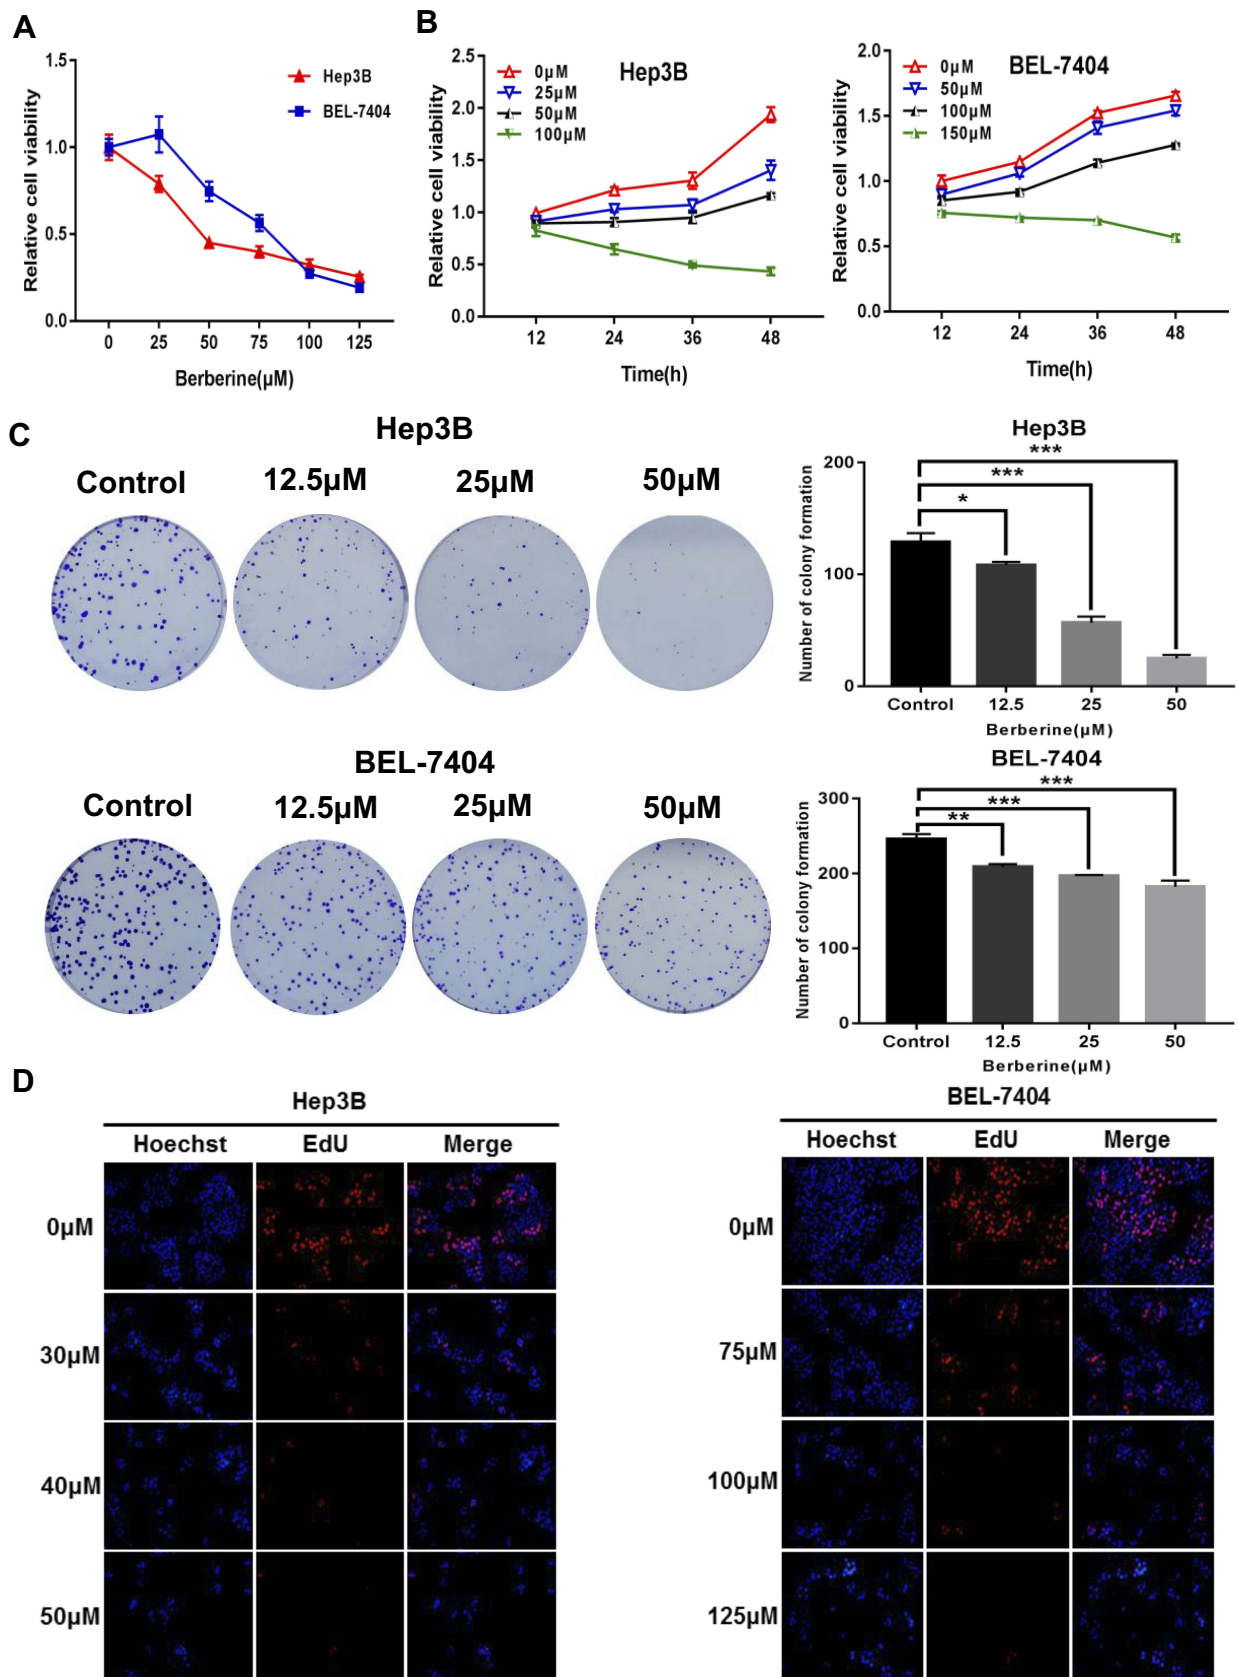 A
B
1.5
1.0
0.5
0.0
Relative cell viability
Hep3B
BEL-7404
0 25 50 75 100 125
Berberine(μM)
2.5
2.0
1.5
1.0
0.5
0.0
Relative cell viability
0μM
25μM
50μM
100μM
Hep3B
12 24 36 48
Time(h)
2.0
1.5
1.0
0.5
0.0
Relative cell viability
0μM
50μM
100μM
150μM
BEL-7404
12 24 36 48
Time(h)
C
Hep3B
Control 12.5μM 25μM 50μM
Hep3B
200
100
0
Number of colony formation
*
***
***
Control 12.5 25 50
Berberine(μM)
BEL-7404
Control 12.5μM 25μM 50μM
BEL-7404
300
200
100
0
Number of colony formation
**
***
***
Control 12.5 25 50
Berberine(μM)
D
Hep3B
Hoechst EdU Merge
0μM
30μM
40μM
50μM
BEL-7404
Hoechst EdU Merge
0μM
75μM
100μM
125μM